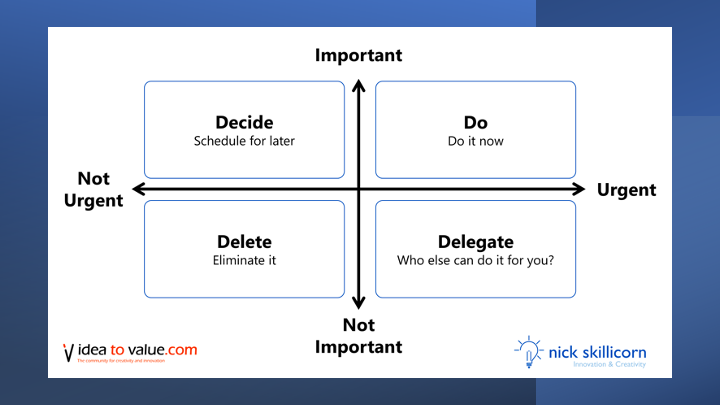 Important
Decide
Schedule for later
Do
Do it now
Not
Urgent
Urgent
Delete
Eliminate it
Delegate
Who else can do it for you?
Not
Important
idea to value.com
The community for creativity and innovation
nick skillicorn
Innovation & Creativity